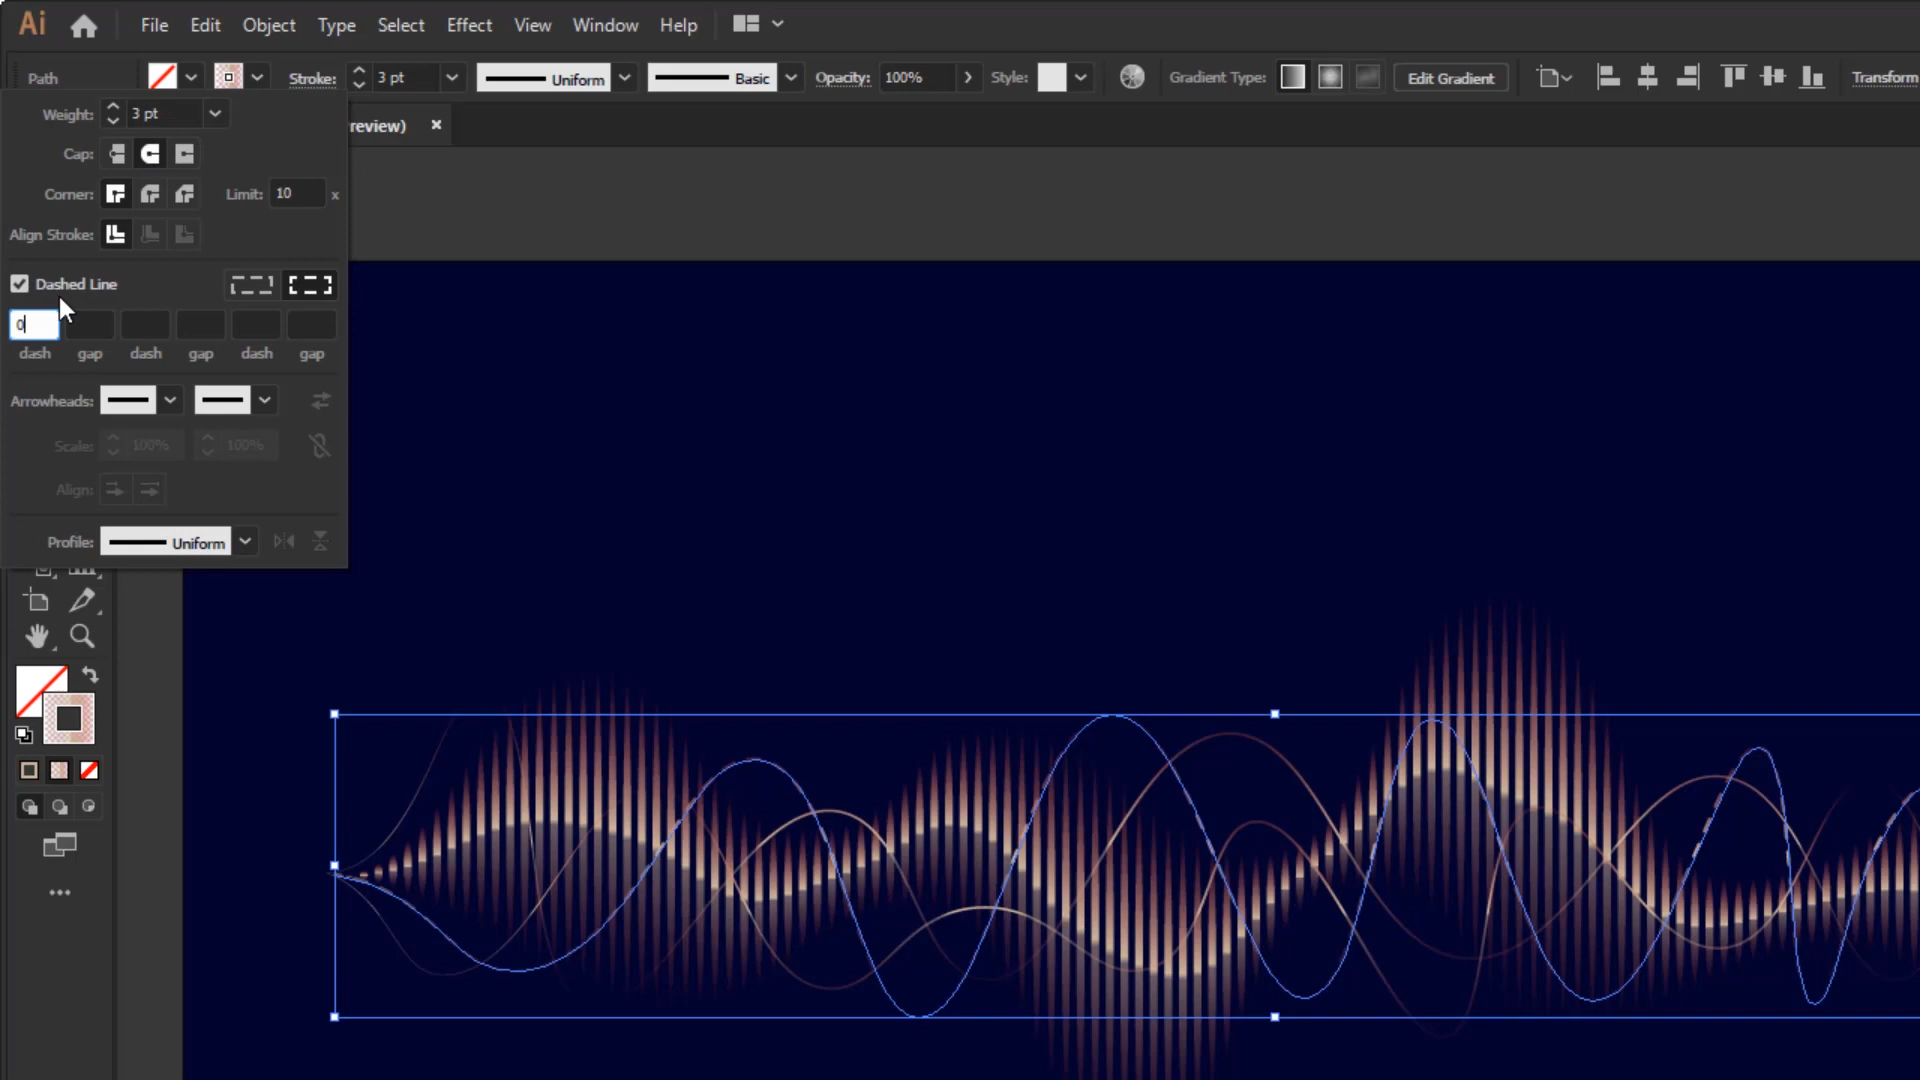 Ai File Edit Object Type Select Effect View Window Help
Path Stroke: 3 pt Uniform Basic Opacity: 100% Style: Gradient Type: Edit Gradient Transform
Weight: 3 pt
review) ×
Cap:
Corner: Limit: 10 x
Align Stroke:
Dashed Line
0
dash gap dash gap dash gap
Arrowheads:
Scale: 100% 100%
Align:
Profile: Uniform